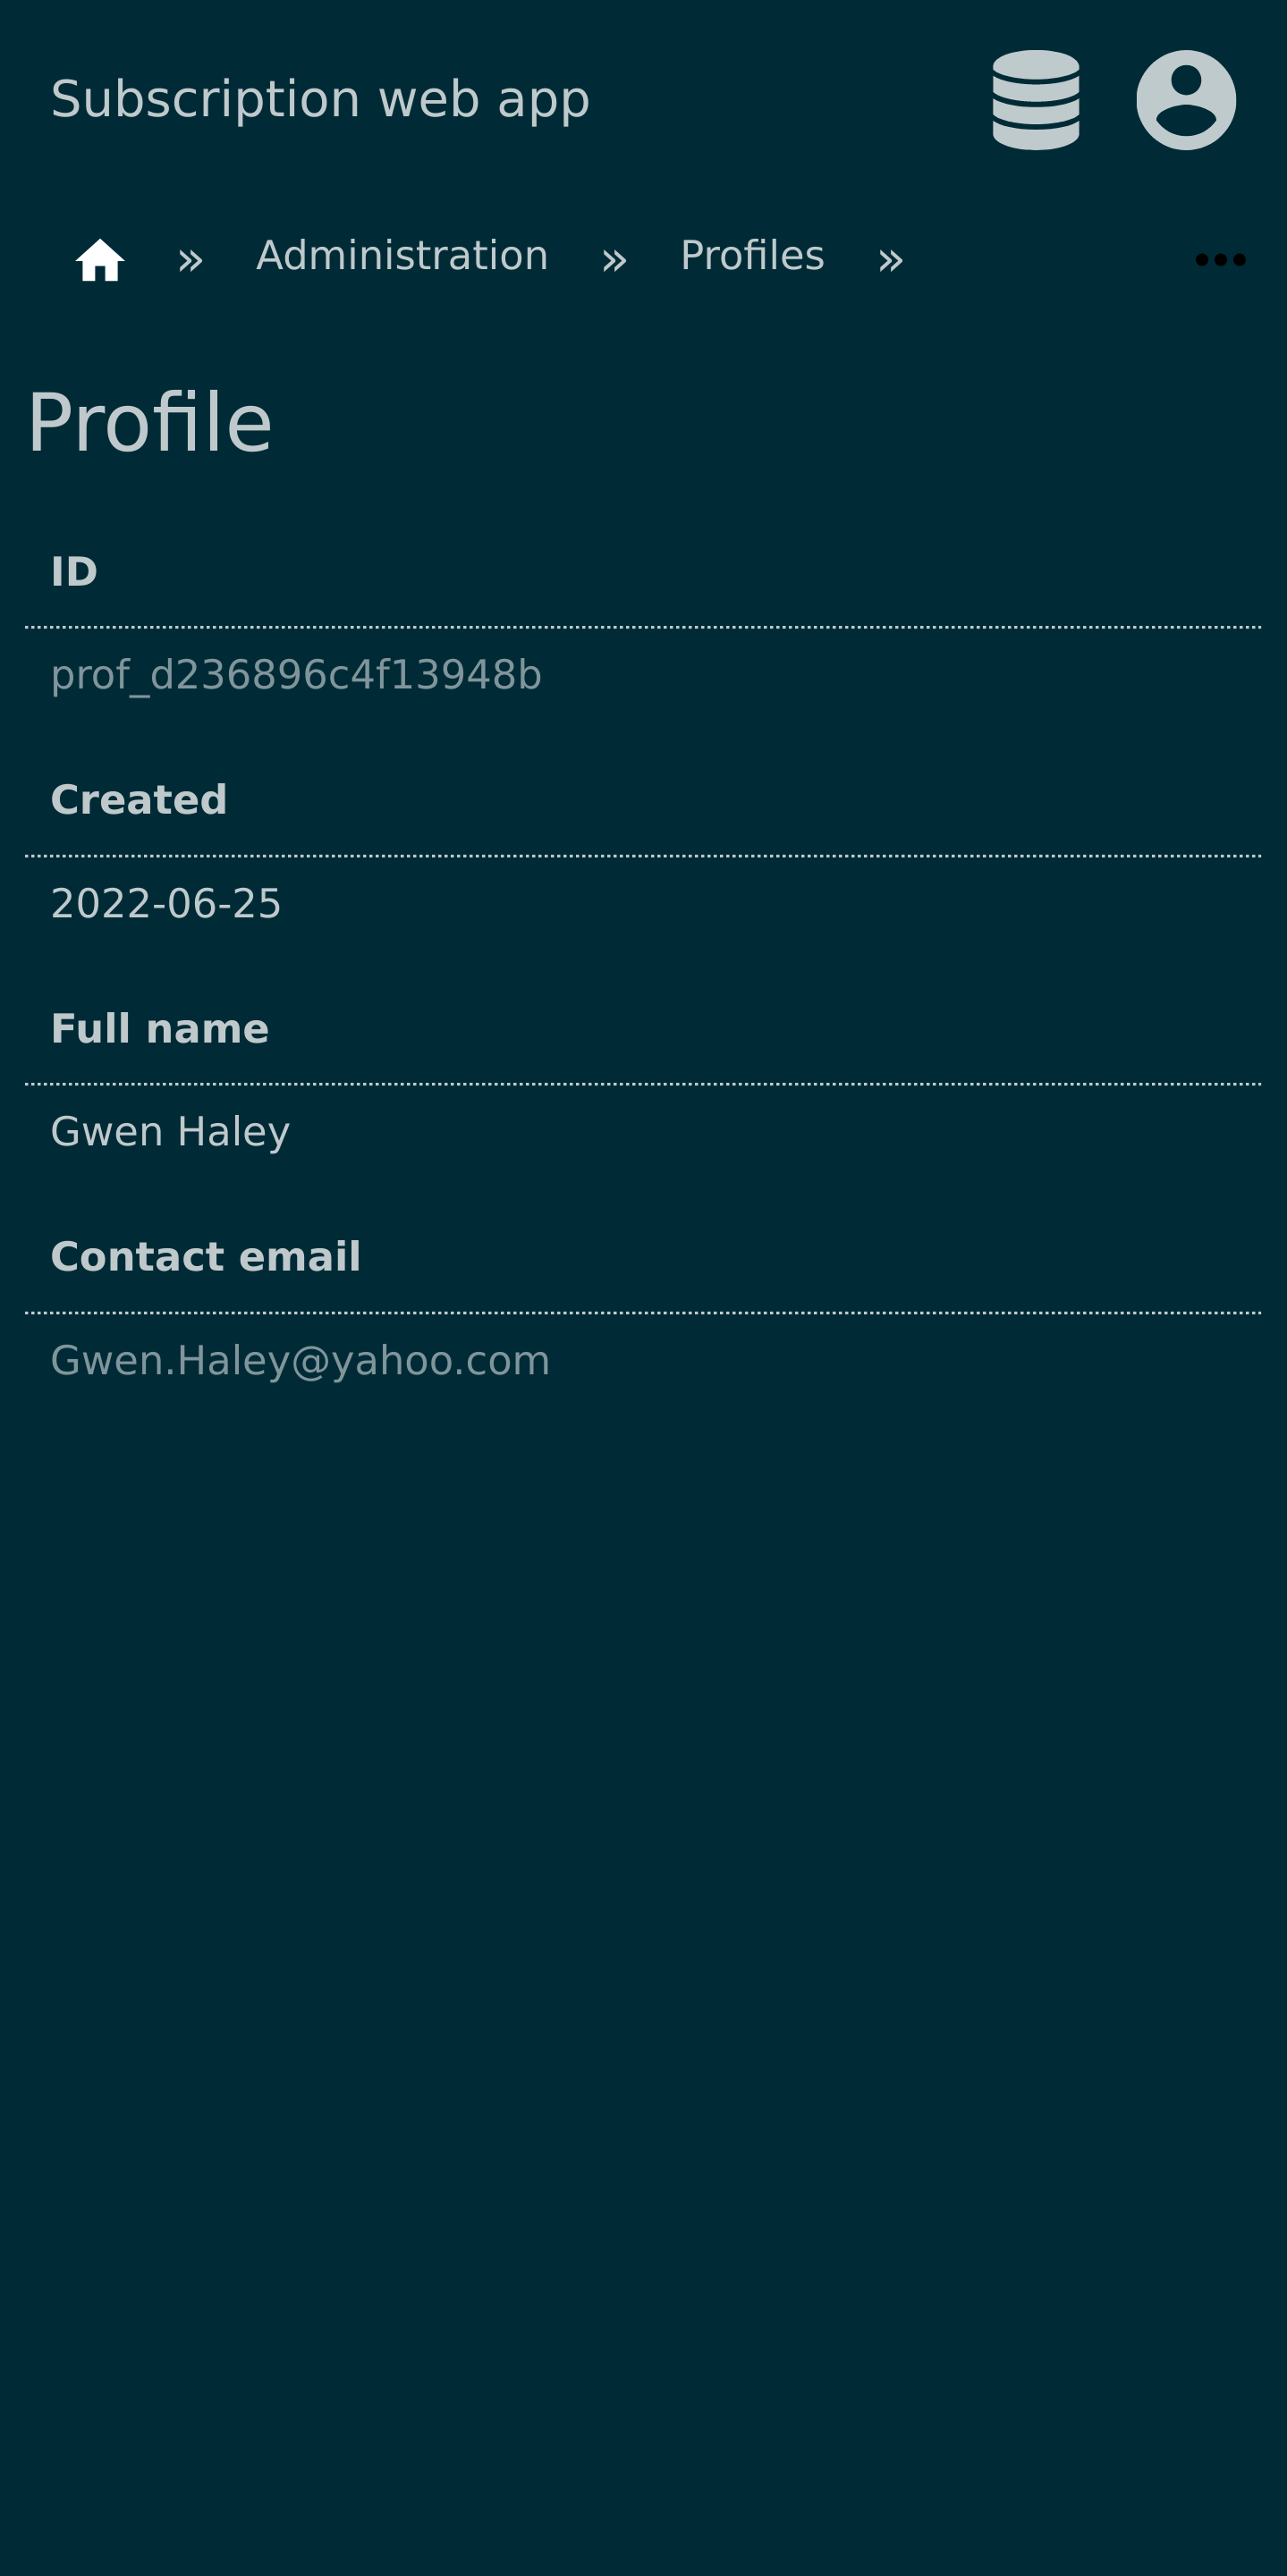 Subscription web app
» Administration » Profiles »
Profile
ID
prof_d236896c4f13948b
Created
2022-06-25
Full name
Gwen Haley
Contact email
Gwen.Haley@yahoo.com